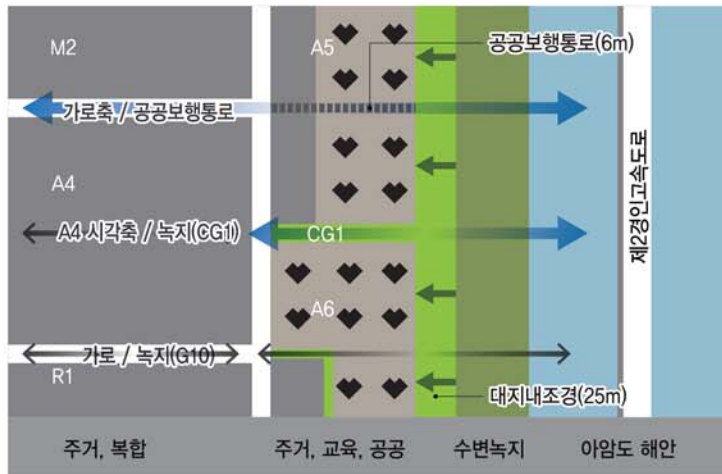 M2
A5
공공보행통로(6m)
가로축 / 공공보행통로
A4
A4 시각축 / 녹지(CG1)
CG1
제2경인고속도로
A6
가로 / 녹지(G10)
R1
대지내조경(25m)
주거, 복합
주거, 교육, 공공
수변녹지
아암도 해안